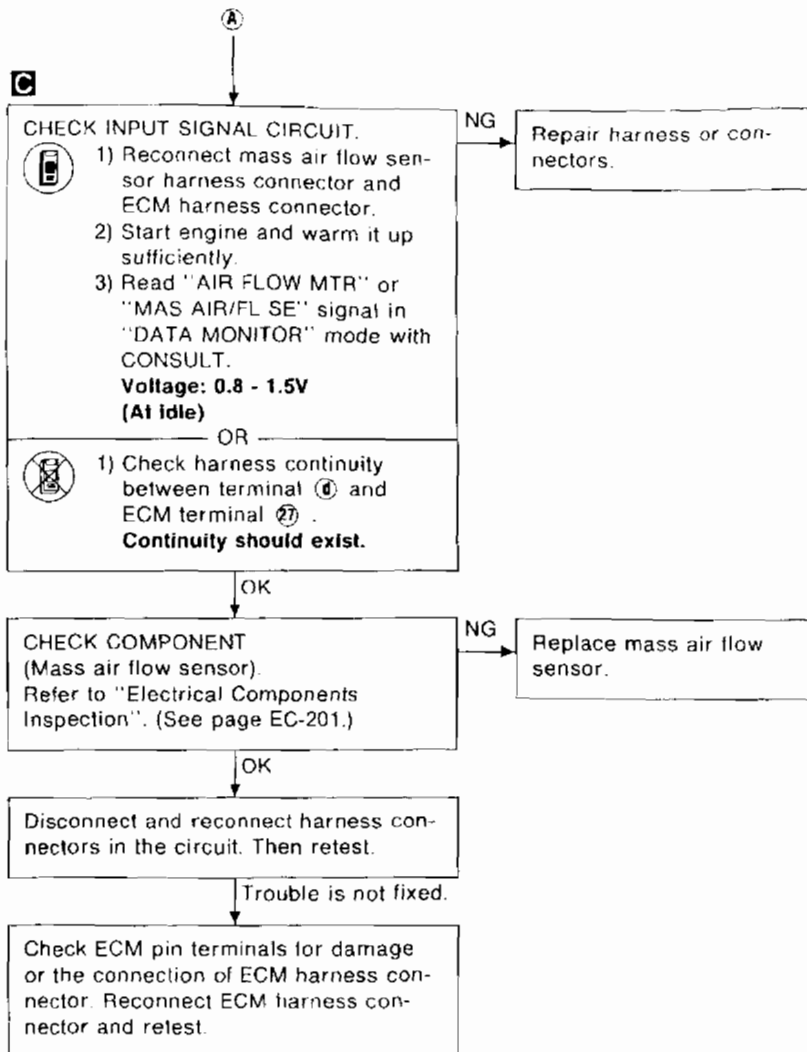 A
C
CHECK INPUT SIGNAL CIRCUIT.
1) Reconnect mass air flow sen-
sor harness connector and
ECM harness connector.
2) Start engine and warm it up
sufficiently.
3) Read "AIR FLOW MTR" or
"MAS AIR/FL SE" signal in
"DATA MONITOR" mode with
CONSULT.
Voltage: 0.8 - 1.5V
(At idle)
OR
1) Check harness continuity
between terminal d and
ECM terminal 27 .
Continuity should exist.
NG
Repair harness or con-
nectors.
OK
CHECK COMPONENT
(Mass air flow sensor).
Refer to "Electrical Components
Inspection". (See page EC-201.)
NG
Replace mass air flow
sensor.
OK
Disconnect and reconnect harness con-
nectors in the circuit. Then retest.
Trouble is not fixed.
Check ECM pin terminals for damage
or the connection of ECM harness con-
nector. Reconnect ECM harness con-
nector and retest.